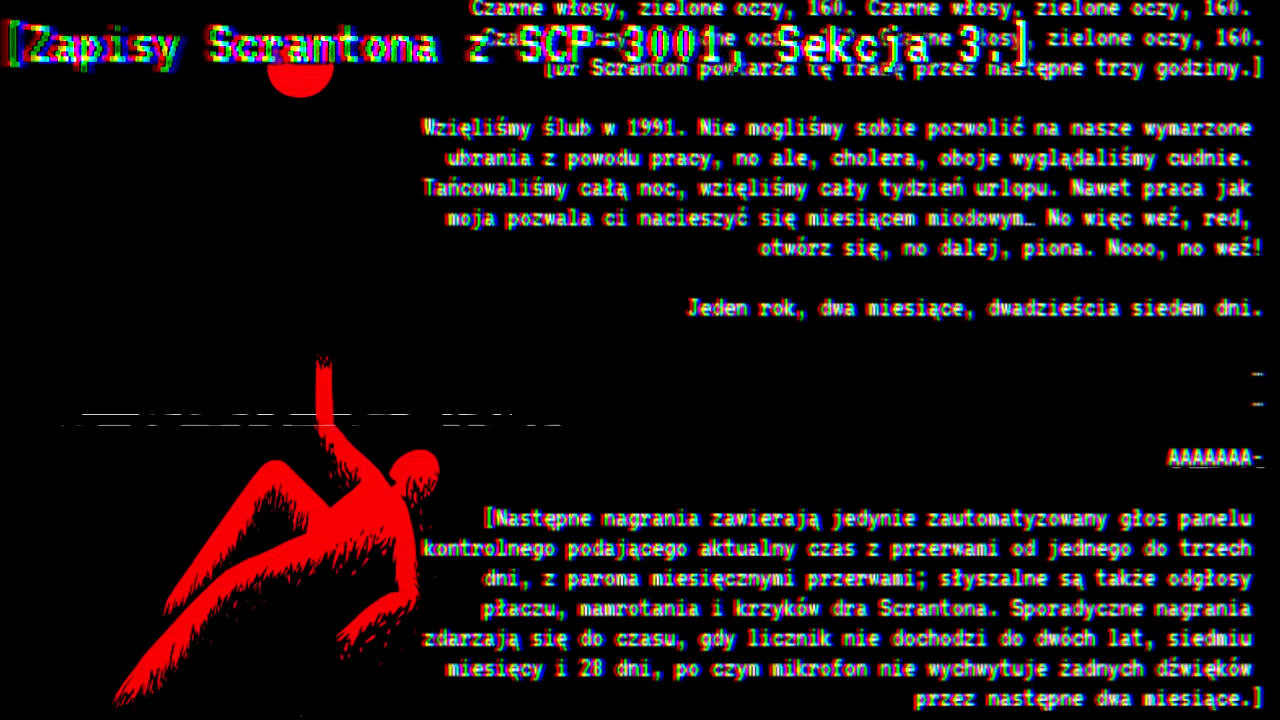 Czarne włosy, zielone oczy, 160. Czarne włosy, zielone oczy, 160.
[Zapisy Scrantona z SCP-3001, Sekcja 3.]
zielone oczy, 160.
Scranton powtarza tę frazę przez następne trzy godziny.]
Wzięliśmy ślub w 1991. Nie mogliśmy sobie pozwolić na nasze wymarzone
ubrania z powodu pracy, no ale, cholera, oboje wyglądaliśmy cudnie.
Tańcowaliśmy całą noc, wzięliśmy cały tydzień urlopu. Nawet praca jak
moja pozwala ci nacieszyć się miesiącem miodowym… No więc weź, red,
otwórz się, no dalej, piona. Nooo, no weź!
Jeden rok, dwa miesiące, dwadzieścia siedem dni.
…
…
AAAAAAA-
[Następne nagrania zawierają jedynie zautomatyzowany głos panelu
kontrolnego podającego aktualny czas z przerwami od jednego do trzech
dni, z paroma miesięcznymi przerwami; słyszalne są także odgłosy
płaczu, mamrotania i krzyków dra Scrantona. Sporadyczne nagrania
zdarzają się do czasu, gdy licznik nie dochodzi do dwóch lat, siedmiu
miesięcy i 28 dni, po czym mikrofon nie wychwytuje żadnych dźwięków
przez następne dwa miesiące.]